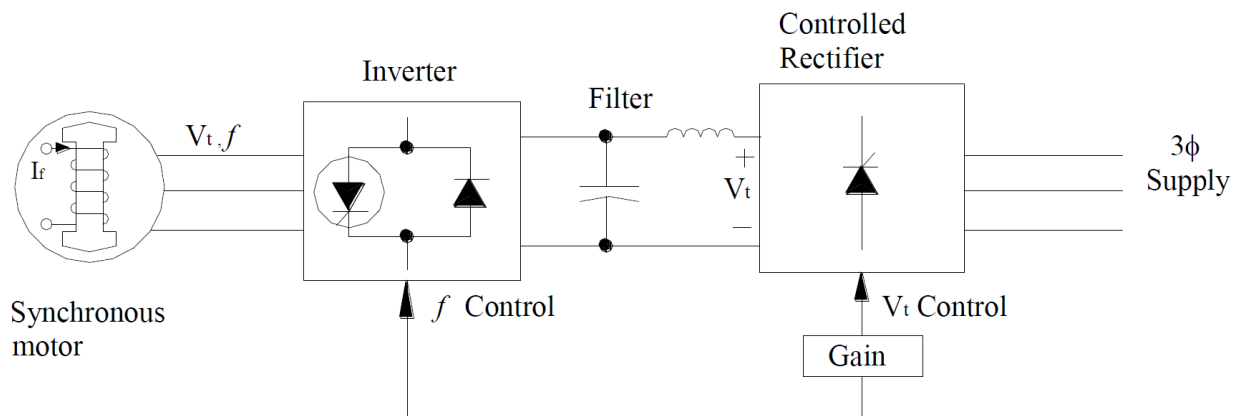 Controlled
Rectifier
Inverter
Filter
Vt , f
If
+
Vt
−
3ϕ
Supply
Synchronous
motor
f Control
Vt Control
Gain